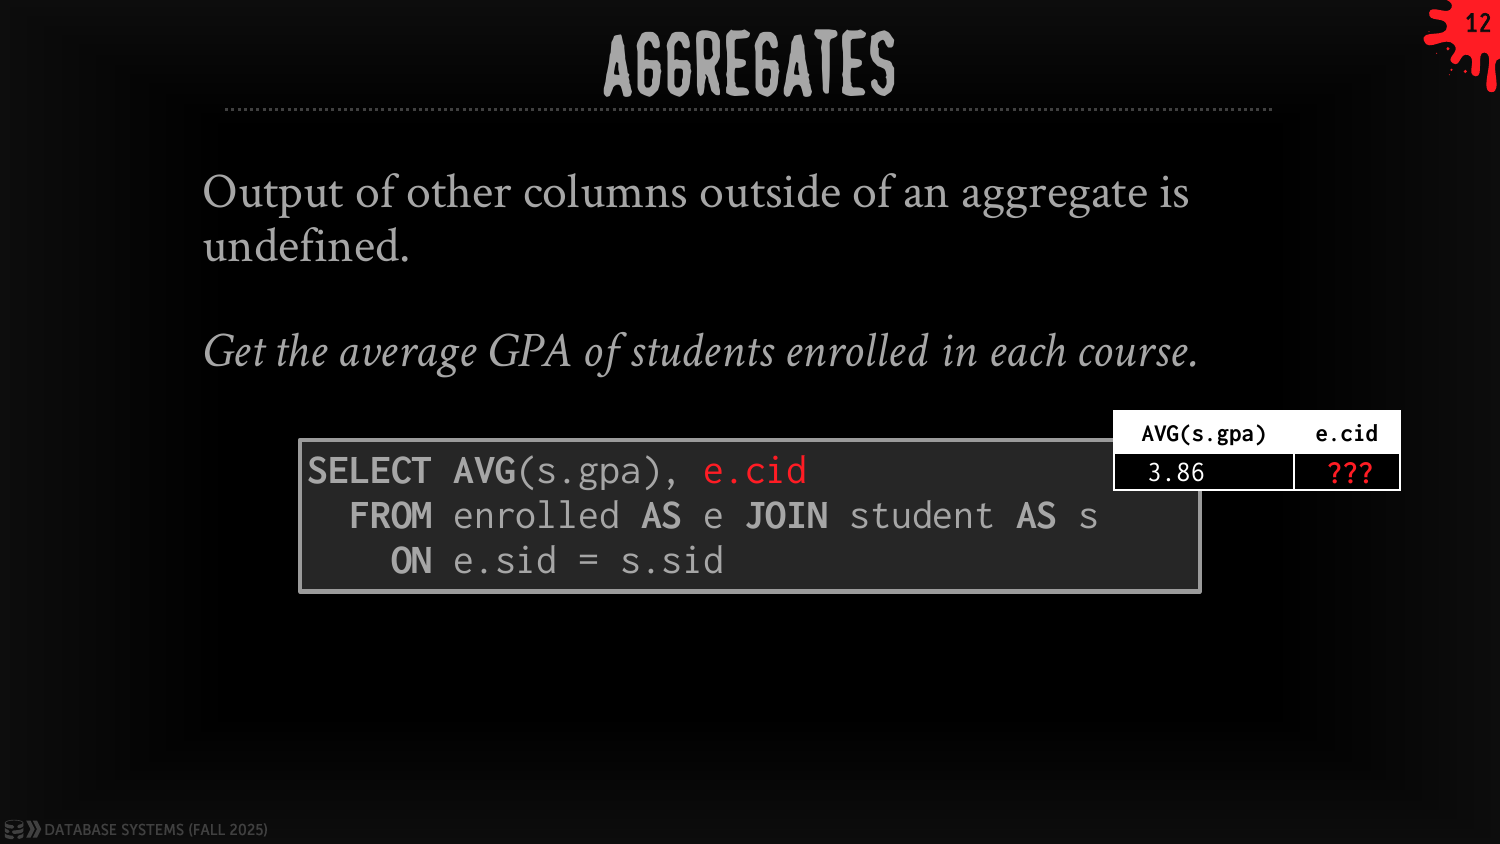 AGGREGATES
12
Output of other columns outside of an aggregate is
undefined.
Get the average GPA of students enrolled in each course.
AVG(s.gpa) e.cid
3.86 ???
SELECT AVG(s.gpa), e.cid
FROM enrolled AS e JOIN student AS s
ON e.sid = s.sid
DATABASE SYSTEMS (FALL 2025)